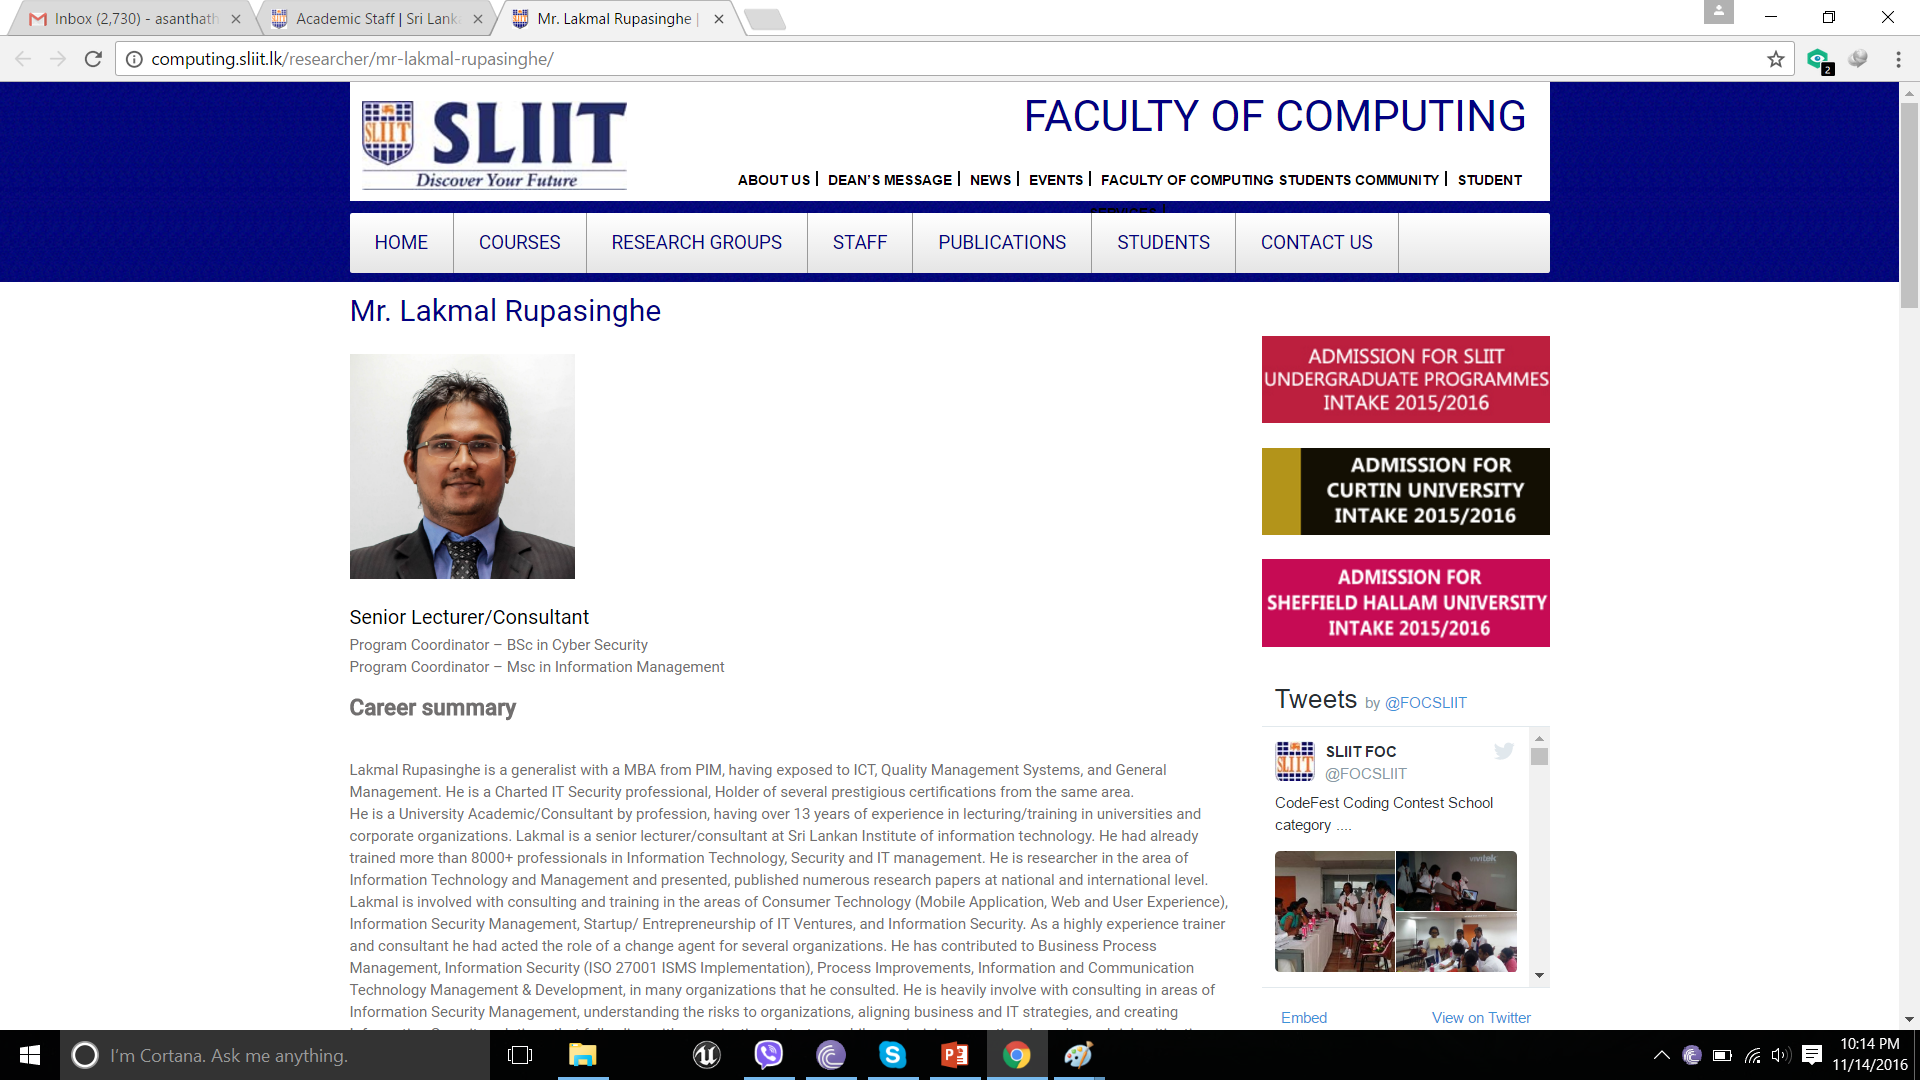 Inbox (2,730) - asanthath
Academic Staff | Sri Lank
Mr. Lakmal Rupasinghe |
computing.sliit.lk/researcher/mr-lakmal-rupasinghe/
2
SLIIT
SLIIT
Discover Your Future
FACULTY OF COMPUTING
ABOUT US | DEAN'S MESSAGE | NEWS | EVENTS | FACULTY OF COMPUTING STUDENTS COMMUNITY | STUDENT
SERVICES |
HOME COURSES RESEARCH GROUPS STAFF PUBLICATIONS STUDENTS CONTACT US
Mr. Lakmal Rupasinghe
Senior Lecturer/Consultant
Program Coordinator – BSc in Cyber Security
Program Coordinator – Msc in Information Management
Career summary
Lakmal Rupasinghe is a generalist with a MBA from PIM, having exposed to ICT, Quality Management Systems, and General
Management. He is a Charted IT Security professional, Holder of several prestigious certifications from the same area.
He is a University Academic/Consultant by profession, having over 13 years of experience in lecturing/training in universities and
corporate organizations. Lakmal is a senior lecturer/consultant at Sri Lankan Institute of information technology. He had already
trained more than 8000+ professionals in Information Technology, Security and IT management. He is researcher in the area of
Information Technology and Management and presented, published numerous research papers at national and international level.
Lakmal is involved with consulting and training in the areas of Consumer Technology (Mobile Application, Web and User Experience),
Information Security Management, Startup/ Entrepreneurship of IT Ventures, and Information Security. As a highly experience trainer
and consultant he had acted the role of a change agent for several organizations. He has contributed to Business Process
Management, Information Security (ISO 27001 ISMS Implementation), Process Improvements, Information and Communication
Technology Management & Development, in many organizations that he consulted. He is heavily involve with consulting in areas of
Information Security Management, understanding the risks to organizations, aligning business and IT strategies, and creating
ADMISSION FOR SLIIT
UNDERGRADUATE PROGRAMMES
INTAKE 2015/2016
ADMISSION FOR
CURTIN UNIVERSITY
INTAKE 2015/2016
ADMISSION FOR
SHEFFIELD HALLAM UNIVERSITY
INTAKE 2015/2016
Tweets by @FOCSLIIT
SLIIT
SLIIT FOC
@FOCSLIIT
CodeFest Coding Contest School
category ....
vivitek
Embed
View on Twitter
I'm Cortana. Ask me anything.
10:14 PM
11/14/2016